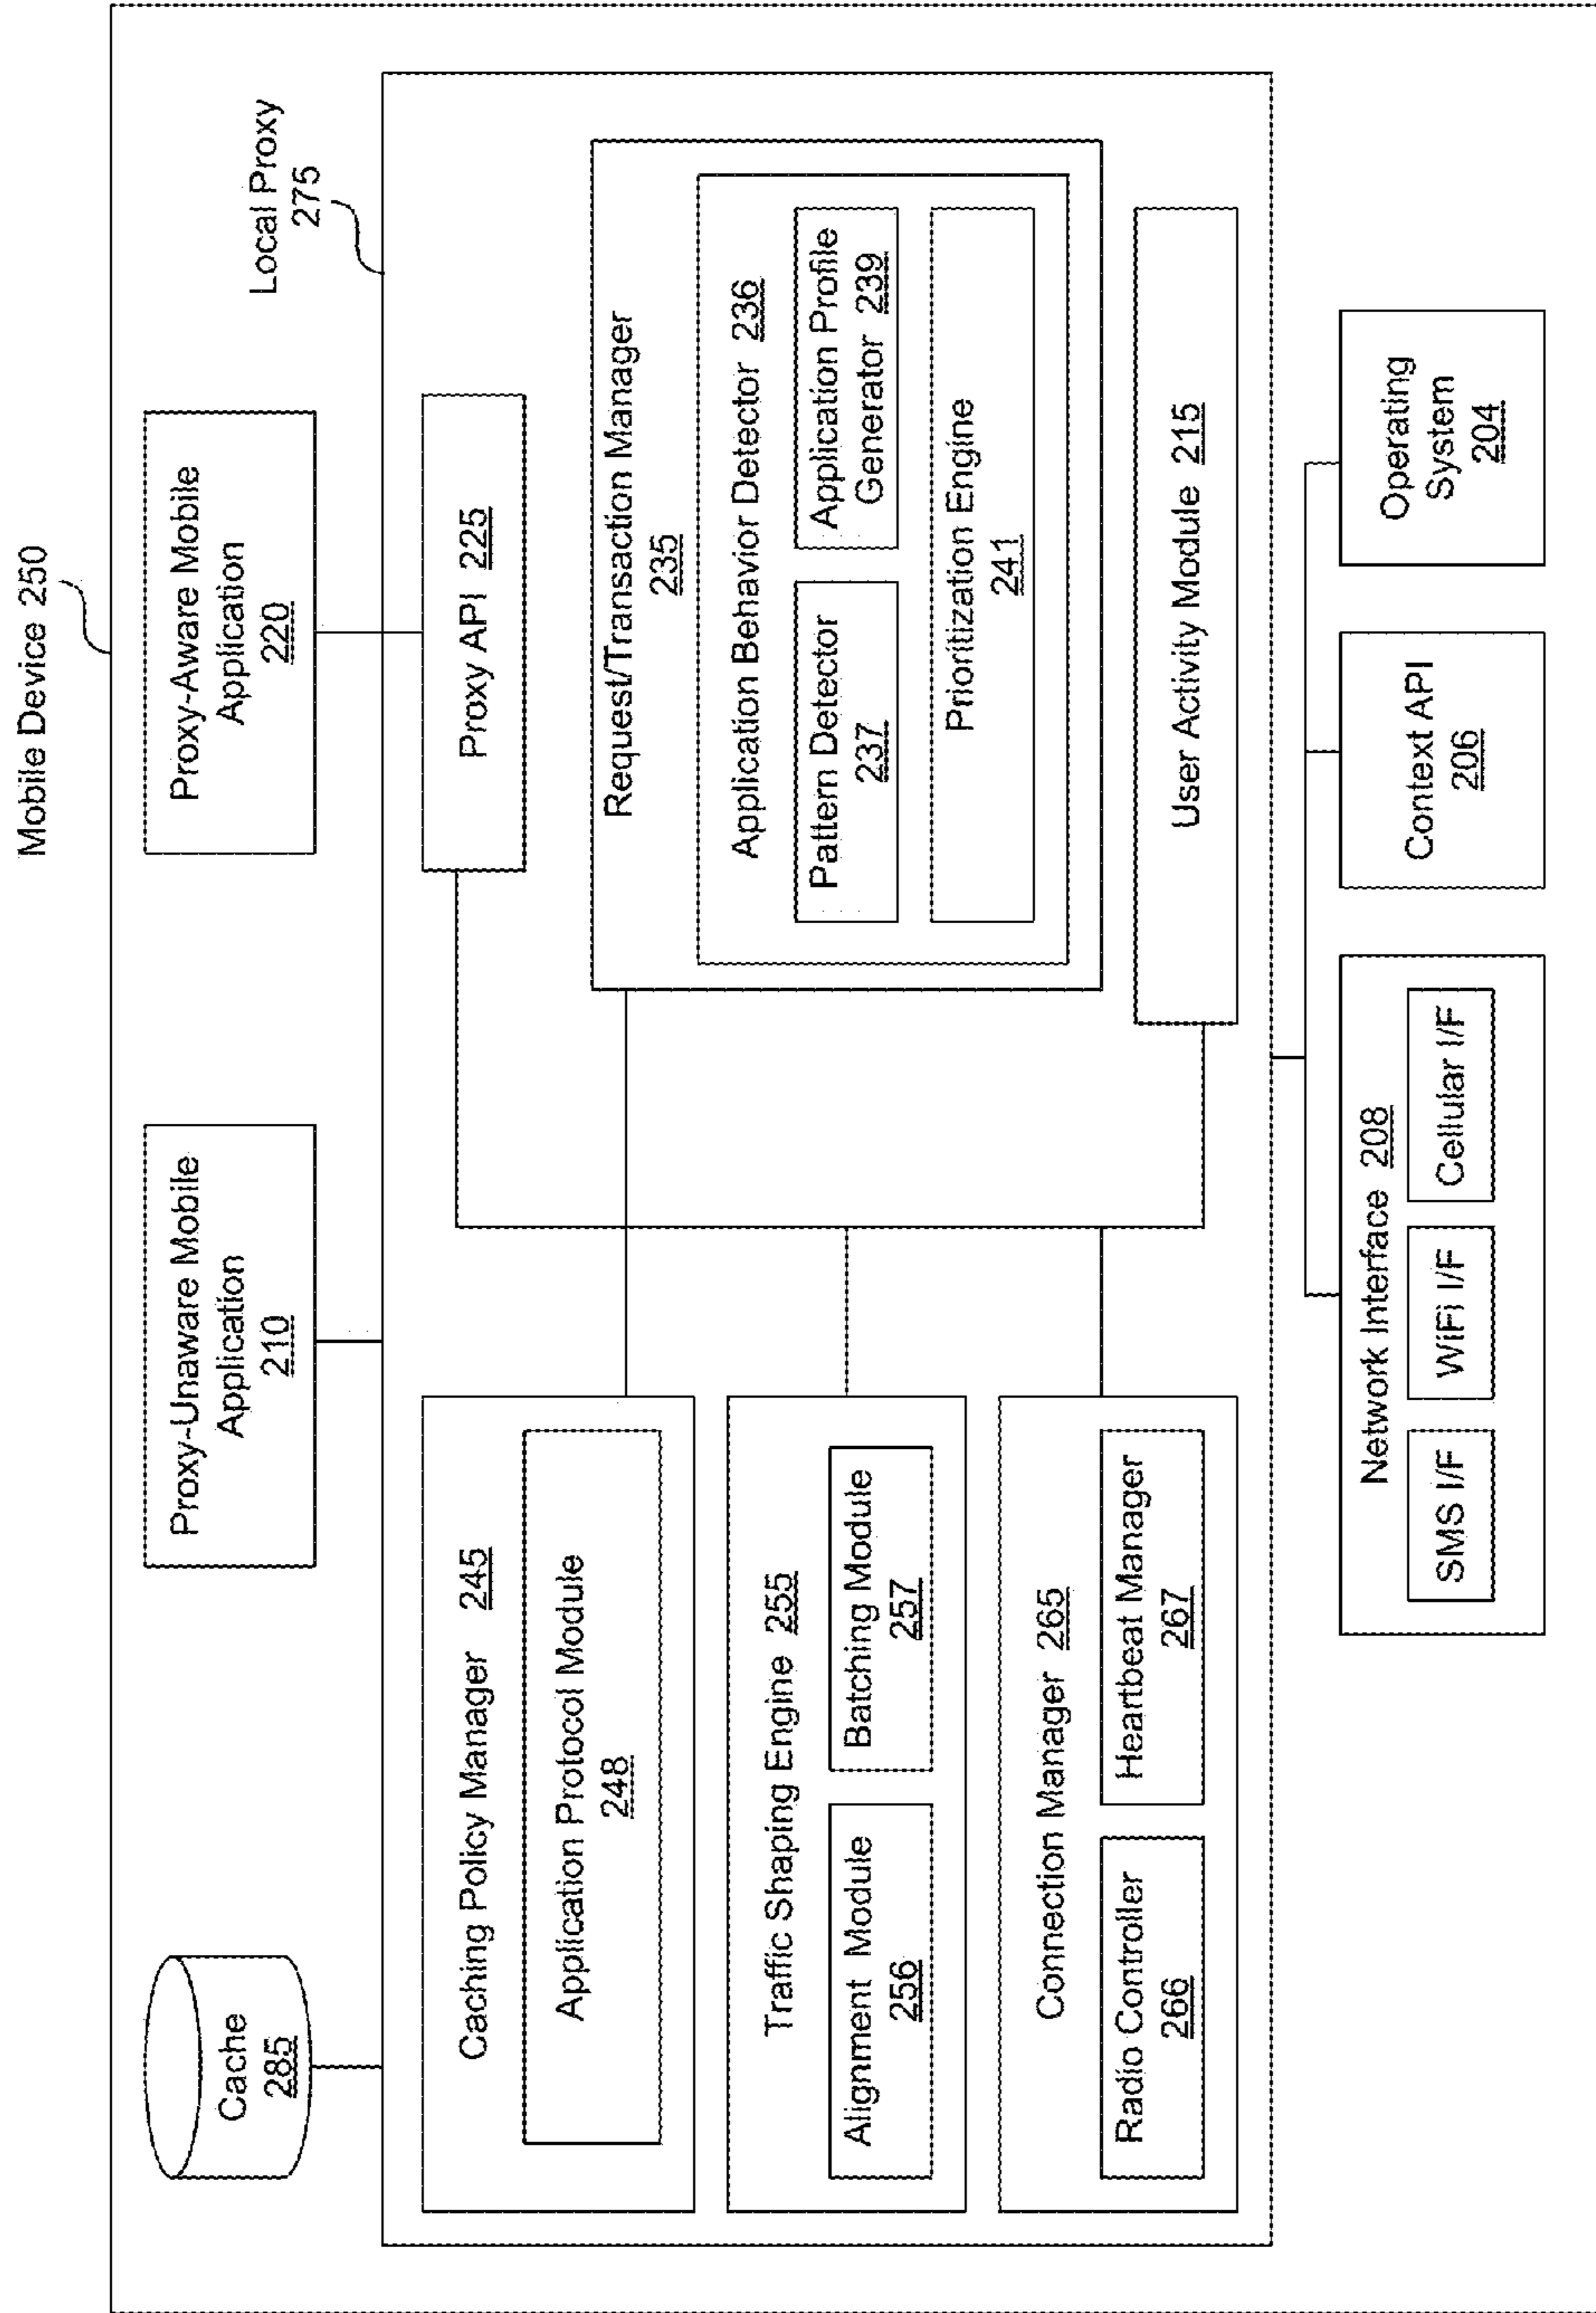 Mobile Device 250
Cache
285
Proxy-Unaware Mobile
Application
210
Proxy-Aware Mobile
Application
220
Local Proxy
275
Caching Policy Manager 245
Application Protocol Module
248
Traffic Shaping Engine 255
Alignment Module
256
Batching Module
257
Connection Manager 265
Radio Controller
266
Heartbeat Manager
267
Proxy API 225
Request/Transaction Manager
235
Application Behavior Detector 236
Pattern Detector
237
Application Profile
Generator 239
Prioritization Engine
241
User Activity Module 215
Network Interface 208
SMS I/F
WiFi I/F
Cellular I/F
Context API
206
Operating
System
204